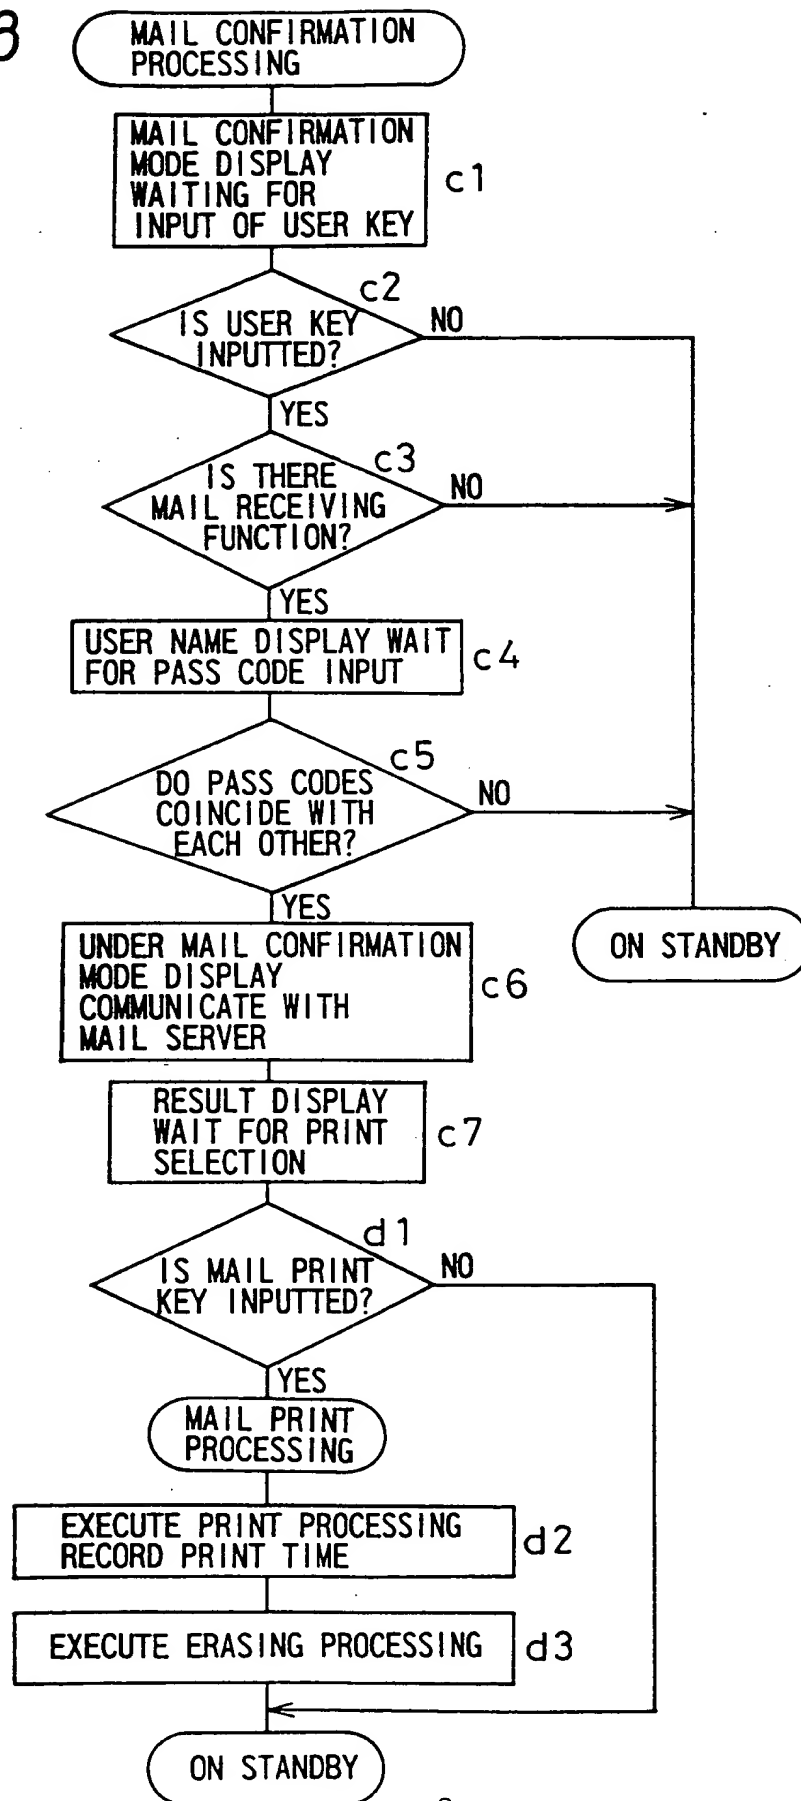 8
MAIL CONFIRMATION
PROCESSING
MAIL CONFIRMATION
MODE DISPLAY
WAITING FOR
INPUT OF USER KEY
c1
c2
IS USER KEY
INPUTTED?
NO
YES
c3
IS THERE
MAIL RECEIVING
FUNCTION?
NO
YES
USER NAME DISPLAY WAIT
FOR PASS CODE INPUT
c4
c5
DO PASS CODES
COINCIDE WITH
EACH OTHER?
NO
YES
ON STANDBY
UNDER MAIL CONFIRMATION
MODE DISPLAY
COMMUNICATE WITH
MAIL SERVER
c6
RESULT DISPLAY
WAIT FOR PRINT
SELECTION
c7
d1
IS MAIL PRINT
KEY INPUTTED?
NO
YES
MAIL PRINT
PROCESSING
EXECUTE PRINT PROCESSING
RECORD PRINT TIME
d2
EXECUTE ERASING PROCESSING
d3
ON STANDBY